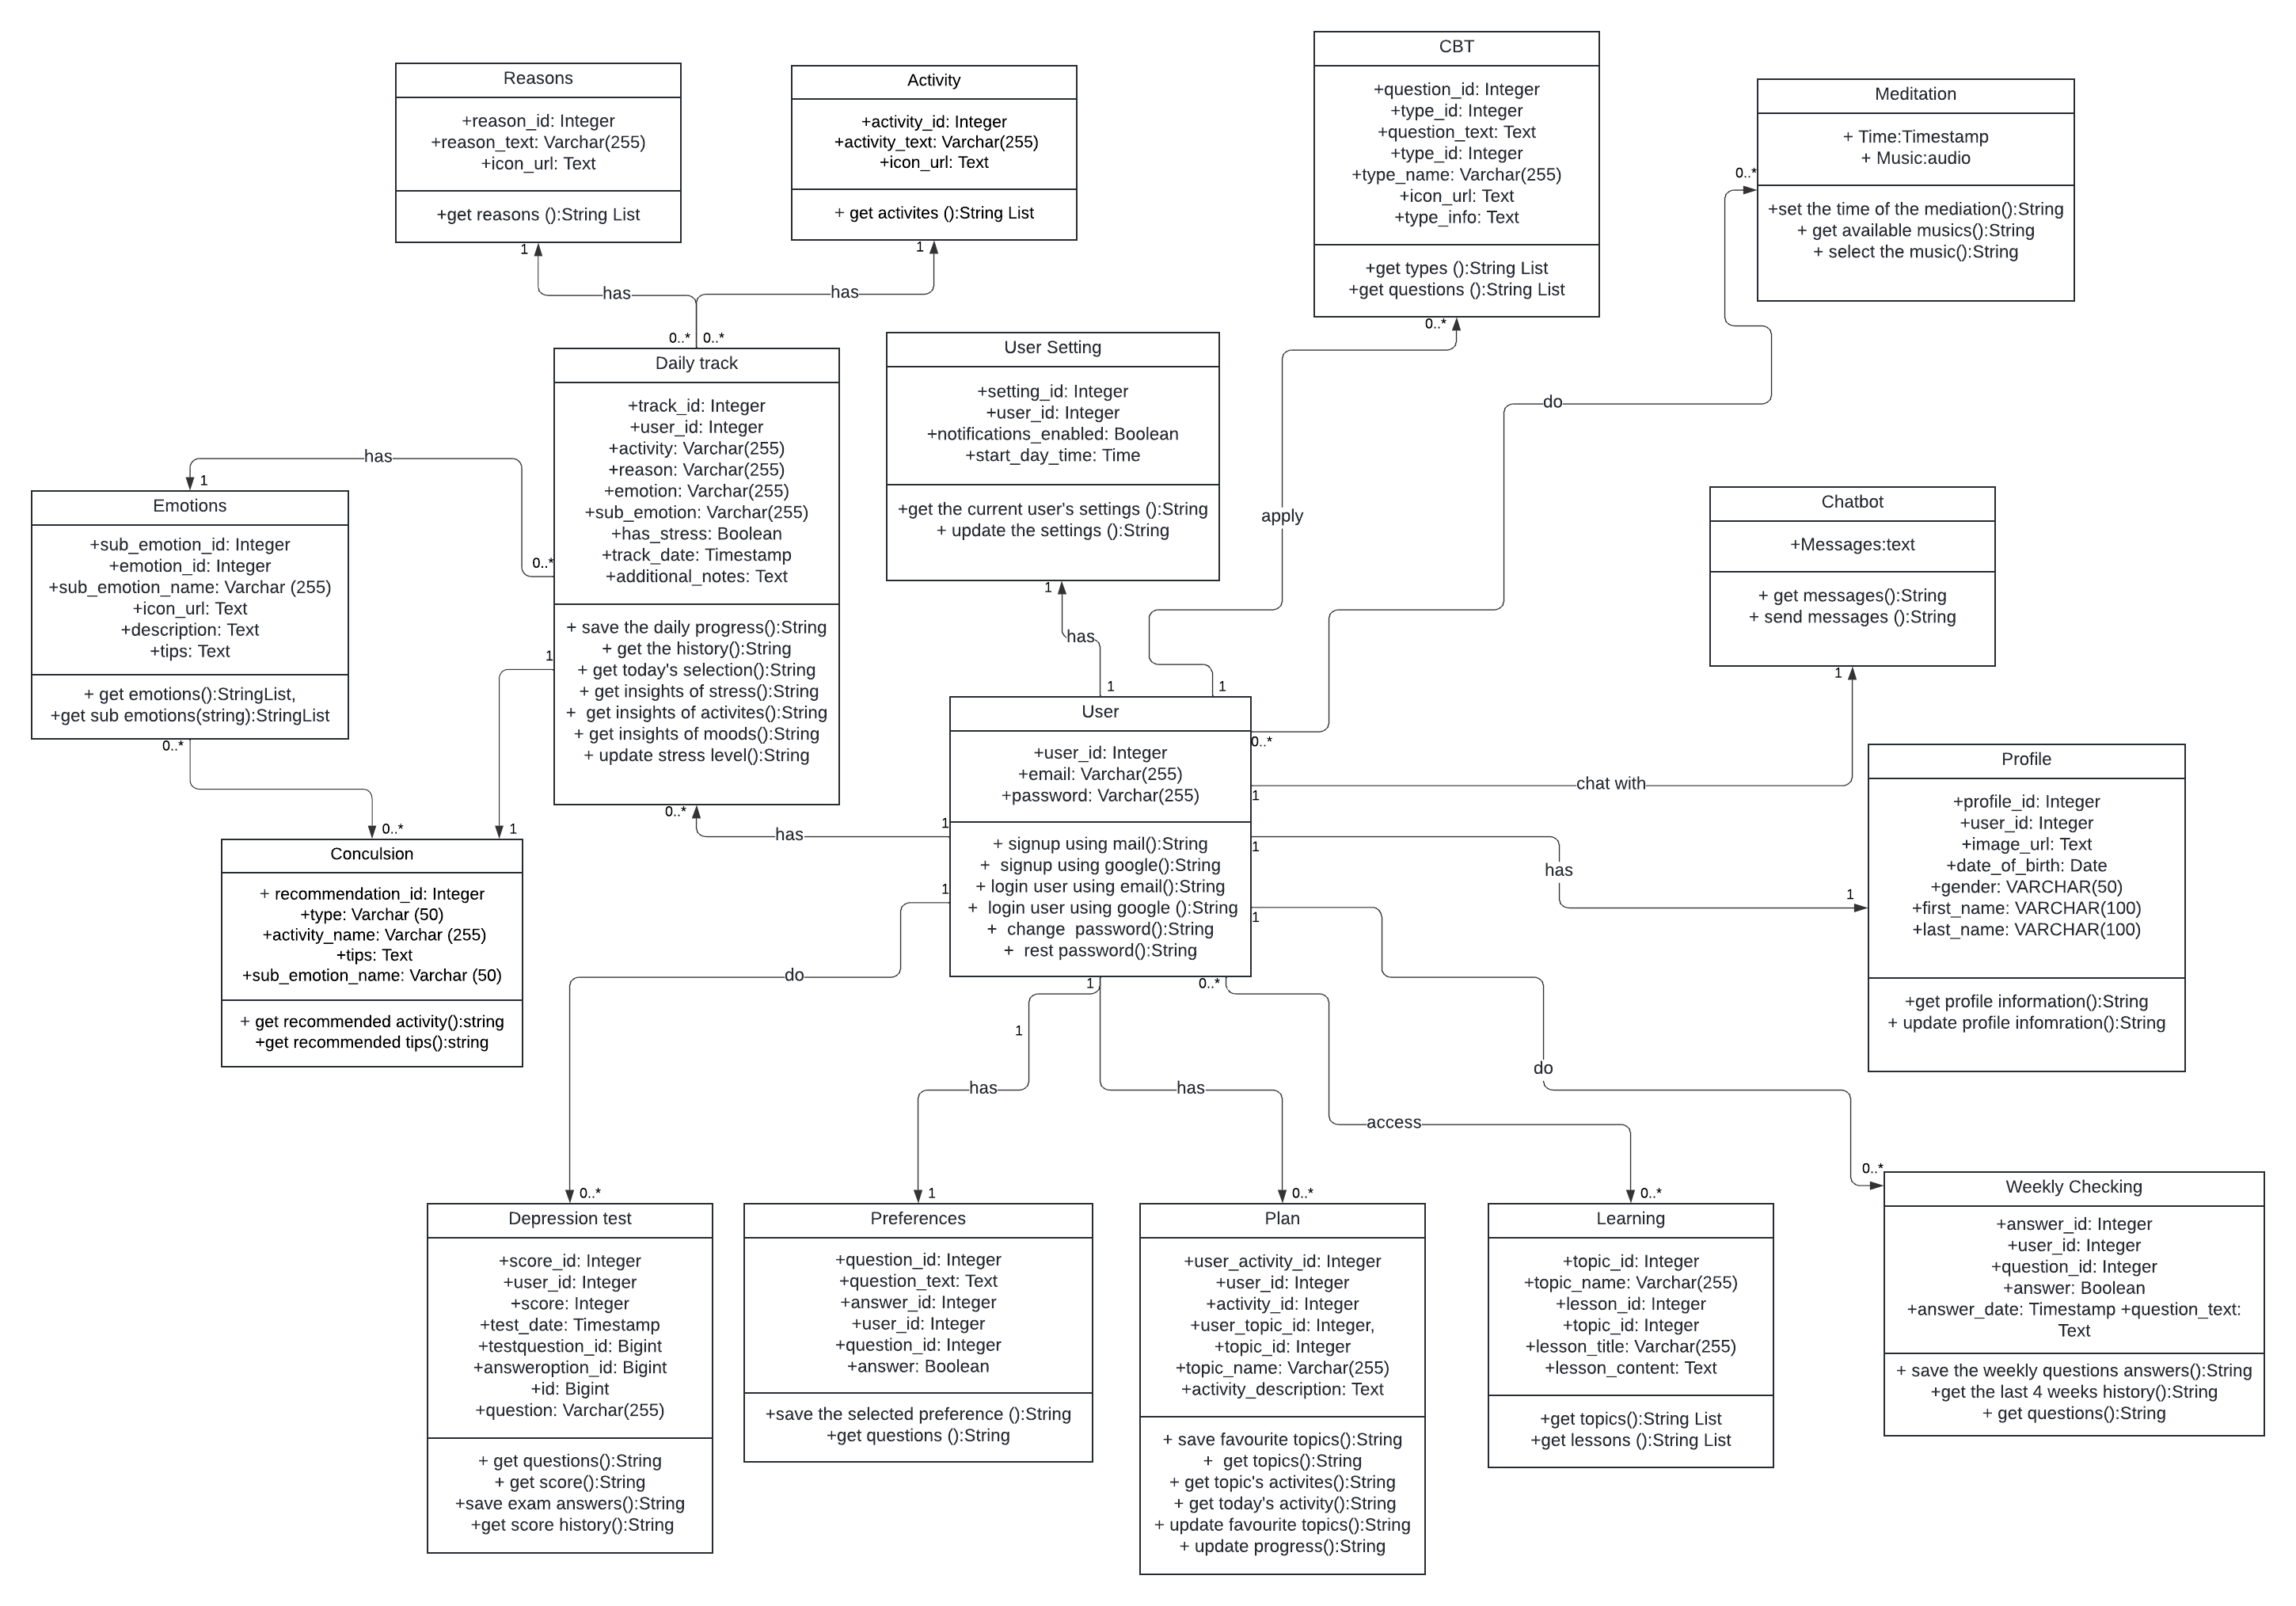 Reasons
+reason_id: Integer
+reason_text: Varchar(255)
+icon_url: Text
+get reasons ():String List
1
has
Activity
+activity_id: Integer
+activity_text: Varchar(255)
+icon_url: Text
+ get activites ():String List
1
has
CBT
+question_id: Integer
+type_id: Integer
+question_text: Text
+type_id: Integer
+type_name: Varchar(255)
+icon_url: Text
+type_info: Text
+get types ():String List
+get questions ():String List
0..*
apply
Meditation
+ Time:Timestamp
+ Music:audio
+set the time of the mediation():String
+ get available musics():String
+ select the music():String
0..*
do
0..*
0..*
Daily track
+track_id: Integer
+user_id: Integer
+activity: Varchar(255)
+reason: Varchar(255)
+emotion: Varchar(255)
+sub_emotion: Varchar(255)
+has_stress: Boolean
+track_date: Timestamp
+additional_notes: Text
+ save the daily progress():String
+ get the history():String
+ get today's selection():String
+ get insights of stress():String
+  get insights of activites():String
+ get insights of moods():String
+ update stress level():String
0..*
1
0..*
has
User Setting
+setting_id: Integer
+user_id: Integer
+notifications_enabled: Boolean
+start_day_time: Time
+get the current user's settings ():String
+ update the settings ():String
1
has
1
1
has
1
Emotions
+sub_emotion_id: Integer
+emotion_id: Integer
+sub_emotion_name: Varchar (255)
+icon_url: Text
+description: Text
+tips: Text
+ get emotions():StringList,
+get sub emotions(string):StringList
0..*
0..*
1
Conculsion
+ recommendation_id: Integer
+type: Varchar (50)
+activity_name: Varchar (255)
+tips: Text
+sub_emotion_name: Varchar (50)
+ get recommended activity():string
+get recommended tips():string
Chatbot
+Messages:text
+ get messages():String
+ send messages ():String
1
chat with
User
+user_id: Integer
+email: Varchar(255)
+password: Varchar(255)
+ signup using mail():String
+  signup using google():String
+ login user using email():String
+  login user using google ():String
+  change  password():String
+  rest password():String
0..*
1
1
1
1
1
1
0..*
Profile
+profile_id: Integer
+user_id: Integer
+image_url: Text
+date_of_birth: Date
+gender: VARCHAR(50)
+first_name: VARCHAR(100)
+last_name: VARCHAR(100)
+get profile information():String
+ update profile infomration():String
has
1
do
1
has
has
access
do
0..*
Depression test
+score_id: Integer
+user_id: Integer
+score: Integer
+test_date: Timestamp
+testquestion_id: Bigint
+answeroption_id: Bigint
+id: Bigint
+question: Varchar(255)
+ get questions():String
+ get score():String
+save exam answers():String
+get score history():String
1
Preferences
+question_id: Integer
+question_text: Text
+answer_id: Integer
+user_id: Integer
+question_id: Integer
+answer: Boolean
+save the selected preference ():String
+get questions ():String
0..*
Plan
+user_activity_id: Integer
+user_id: Integer
+activity_id: Integer
+user_topic_id: Integer,
+topic_id: Integer
+topic_name: Varchar(255)
+activity_description: Text
+ save favourite topics():String
+  get topics():String
+ get topic's activites():String
+ get today's activity():String
+ update favourite topics():String
+ update progress():String
0..*
Learning
+topic_id: Integer
+topic_name: Varchar(255)
+lesson_id: Integer
+topic_id: Integer
+lesson_title: Varchar(255)
+lesson_content: Text
+get topics():String List
+get lessons ():String List
0..*
Weekly Checking
+answer_id: Integer
+user_id: Integer
+question_id: Integer
+answer: Boolean
+answer_date: Timestamp +question_text:
Text
+ save the weekly questions answers():String
+get the last 4 weeks history():String
+ get questions():String